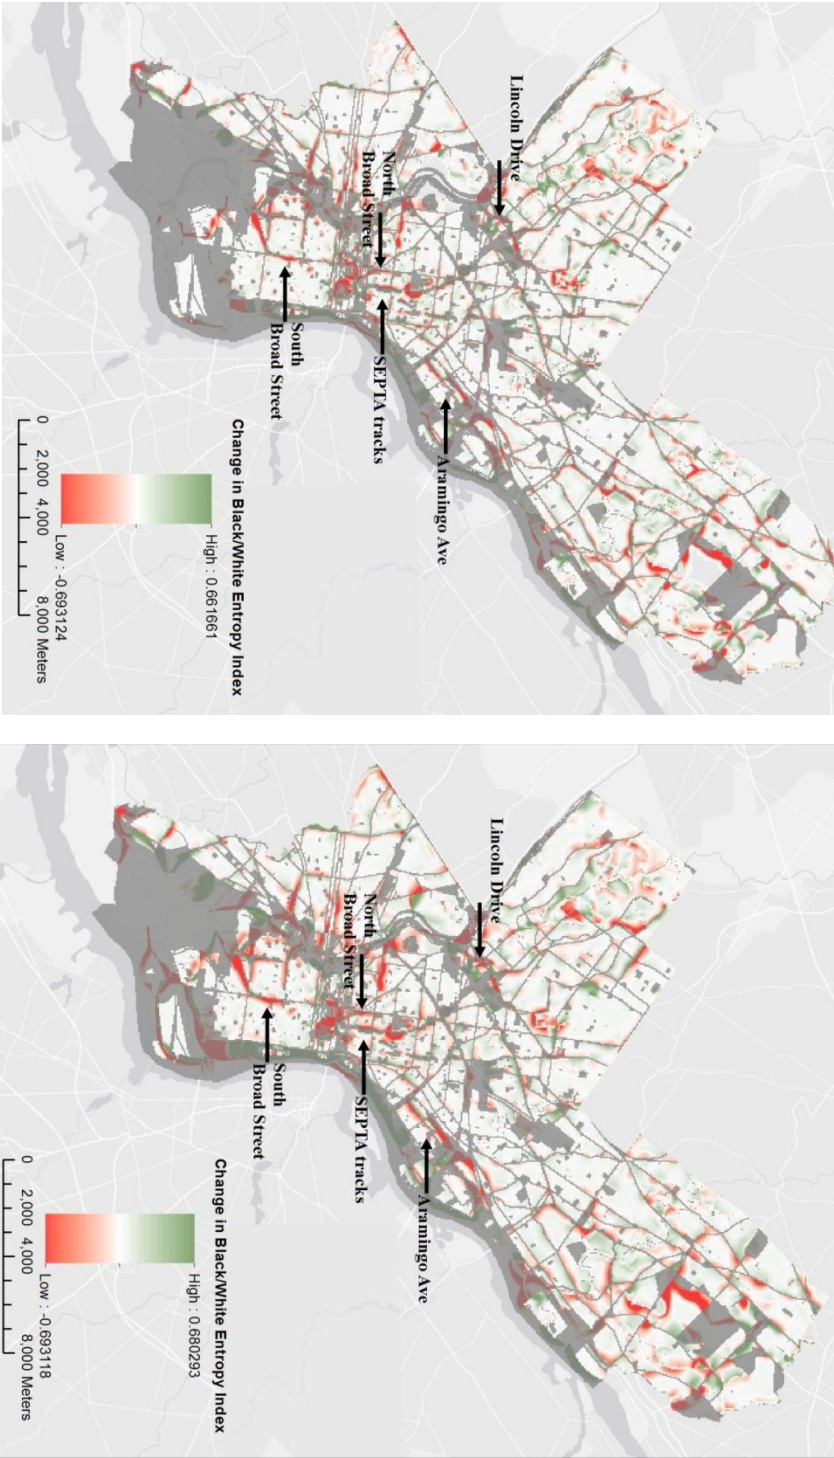 Lincoln Drive
North
Broad Street
South
Broad Street
SEPTA tracks
Aramingo Ave
Change in Black/White Entropy Index
High : 0.661661
Low : -0.693124
0 2,000 4,000 8,000 Meters
Lincoln Drive
North
Broad Street
South
Broad Street
SEPTA tracks
Aramingo Ave
Change in Black/White Entropy Index
High : 0.680293
Low : -0.693118
0 2,000 4,000 8,000 Meters